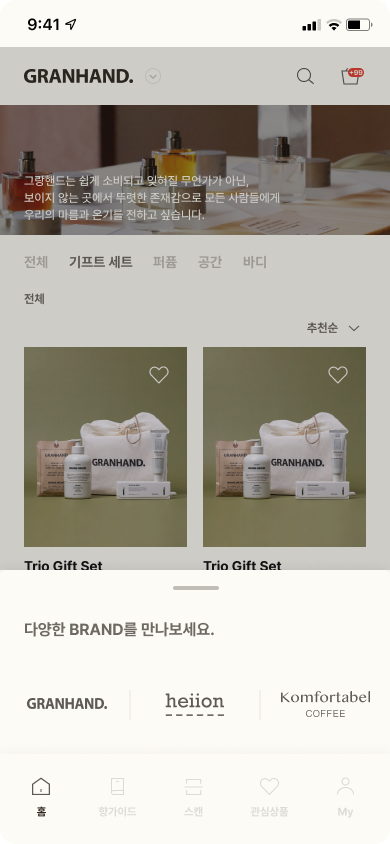 9:41
GRANHAND.
+99
그랑핸드는 쉽게 소비되고 잊혀질 무언가가 아닌,
보이지 않는 곳에서 뚜렷한 존재감으로 모든 사람들에게
우리의 마음과 온기를 전하고 싶습니다.
전체 기프트 세트 퍼퓸 공간 바디
전체
추천순
GRANHAND. GRANHAND.
Trio Gift Set Trio Gift Set
다양한 BRAND를 만나보세요.
GRANHAND. heiion Komfortabel
COFFEE
홈 향가이드 스캔 관심상품 My